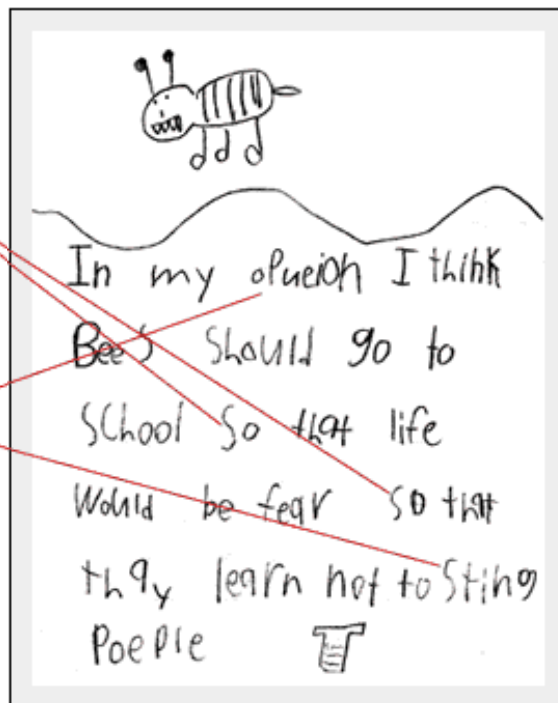 In my opueion I think
Bees should go to
School So that life
Would be fear so that
thay learn not to Sting
PoePle